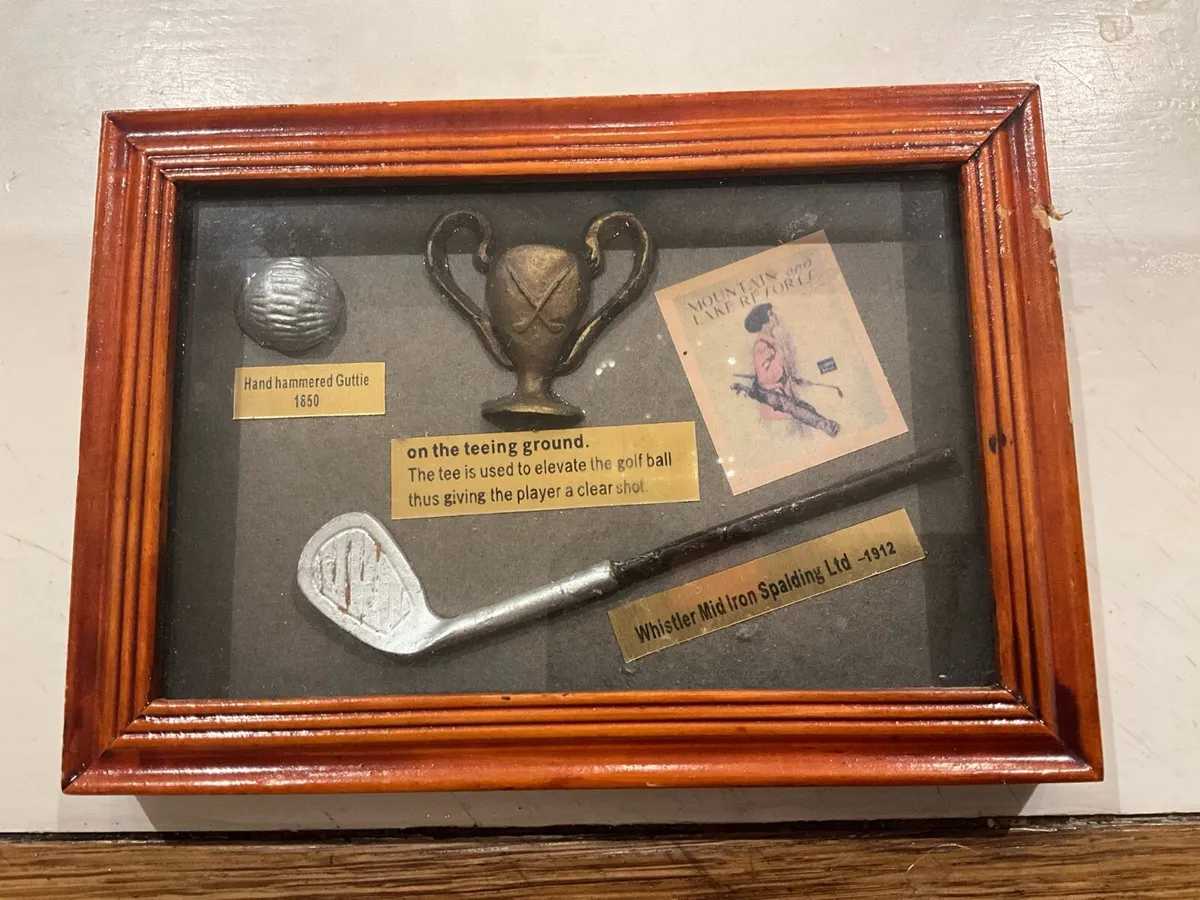 Hand hammered Guttie
1850
on the teeing ground.
The tee is used to elevate the golf ball
thus giving the player a clear shot.
MOUNTAIN and
LAKE RESORTS
Whistler Mid Iron Spalding Ltd –1912